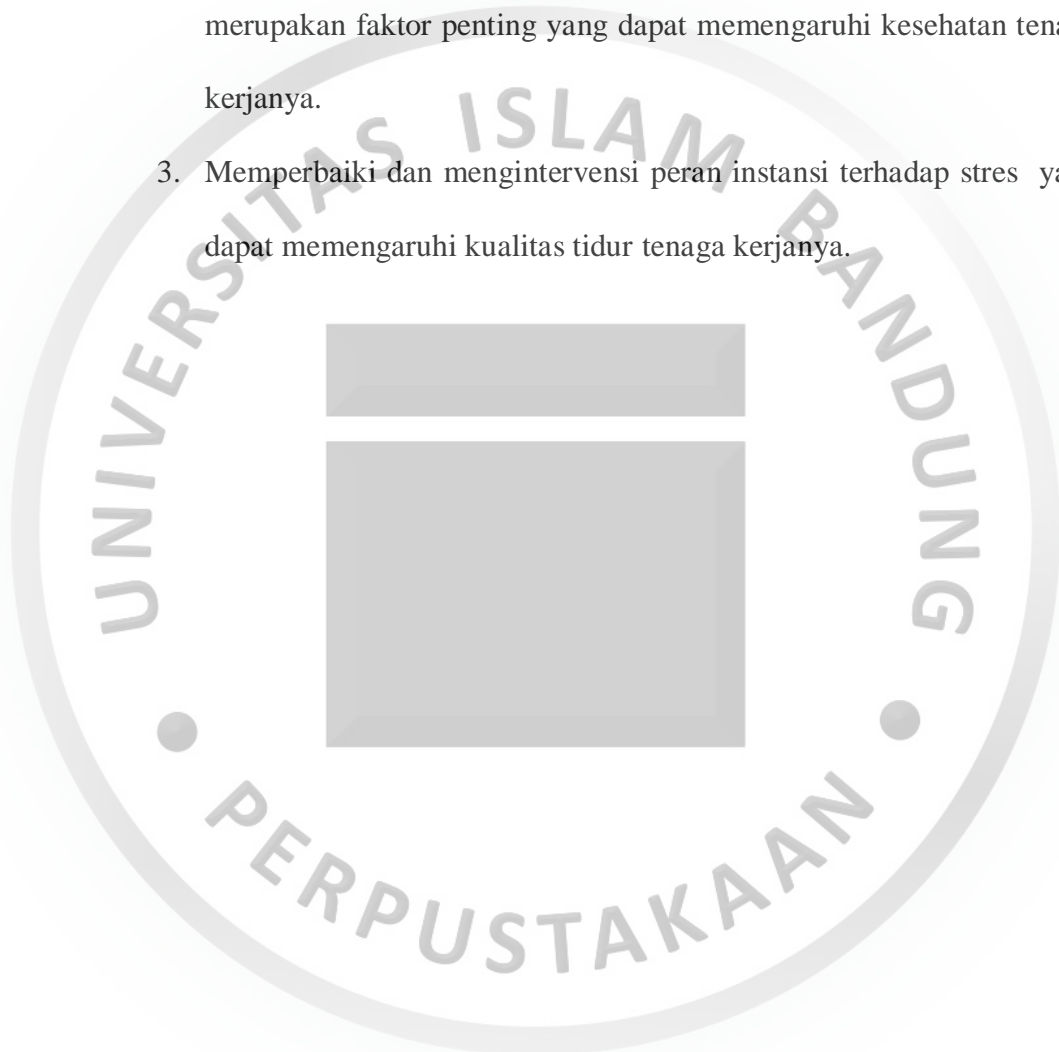 merupakan faktor penting yang dapat memengaruhi kesehatan
kerjanya.
3. Memperbaiki dan mengintervensi peran instansi terhadap stres
dapat memengaruhi kualitas tidur tenaga kerjanya.
UNIVERSITAS ISLAM BANDUNG
PERPUSTAKAAN